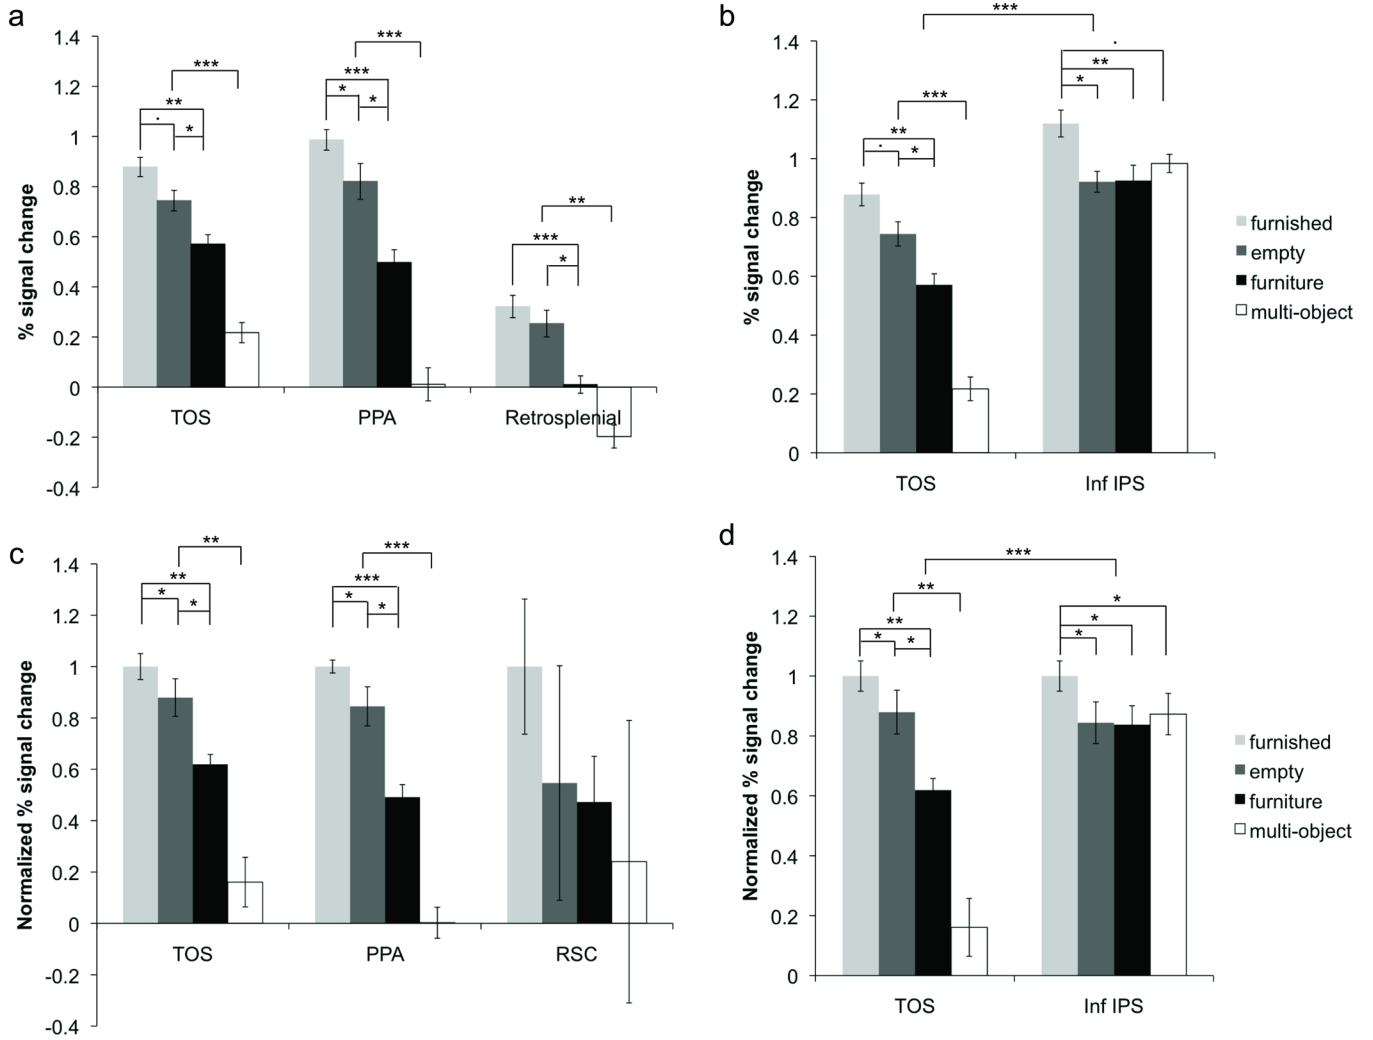 a
1.4
1.2
1
0.8
0.6
0.4
0.2
0
-0.2
-0.4
% signal change
***
**
.
*
***
***
*
*
**
***
*
TOS
PPA
Retrosplenial
b
1.4
1.2
1
0.8
0.6
0.4
0.2
0
% signal change
***
***
**
.
*
.
**
*
TOS
Inf IPS
furnished
empty
furniture
multi-object
c
1.4
1.2
1
0.8
0.6
0.4
0.2
0
-0.2
-0.4
Normalized % signal change
**
**
*
*
***
***
*
*
TOS
PPA
RSC
d
1.4
1.2
1
0.8
0.6
0.4
0.2
0
Normalized % signal change
***
**
**
*
*
*
*
*
TOS
Inf IPS
furnished
empty
furniture
multi-object